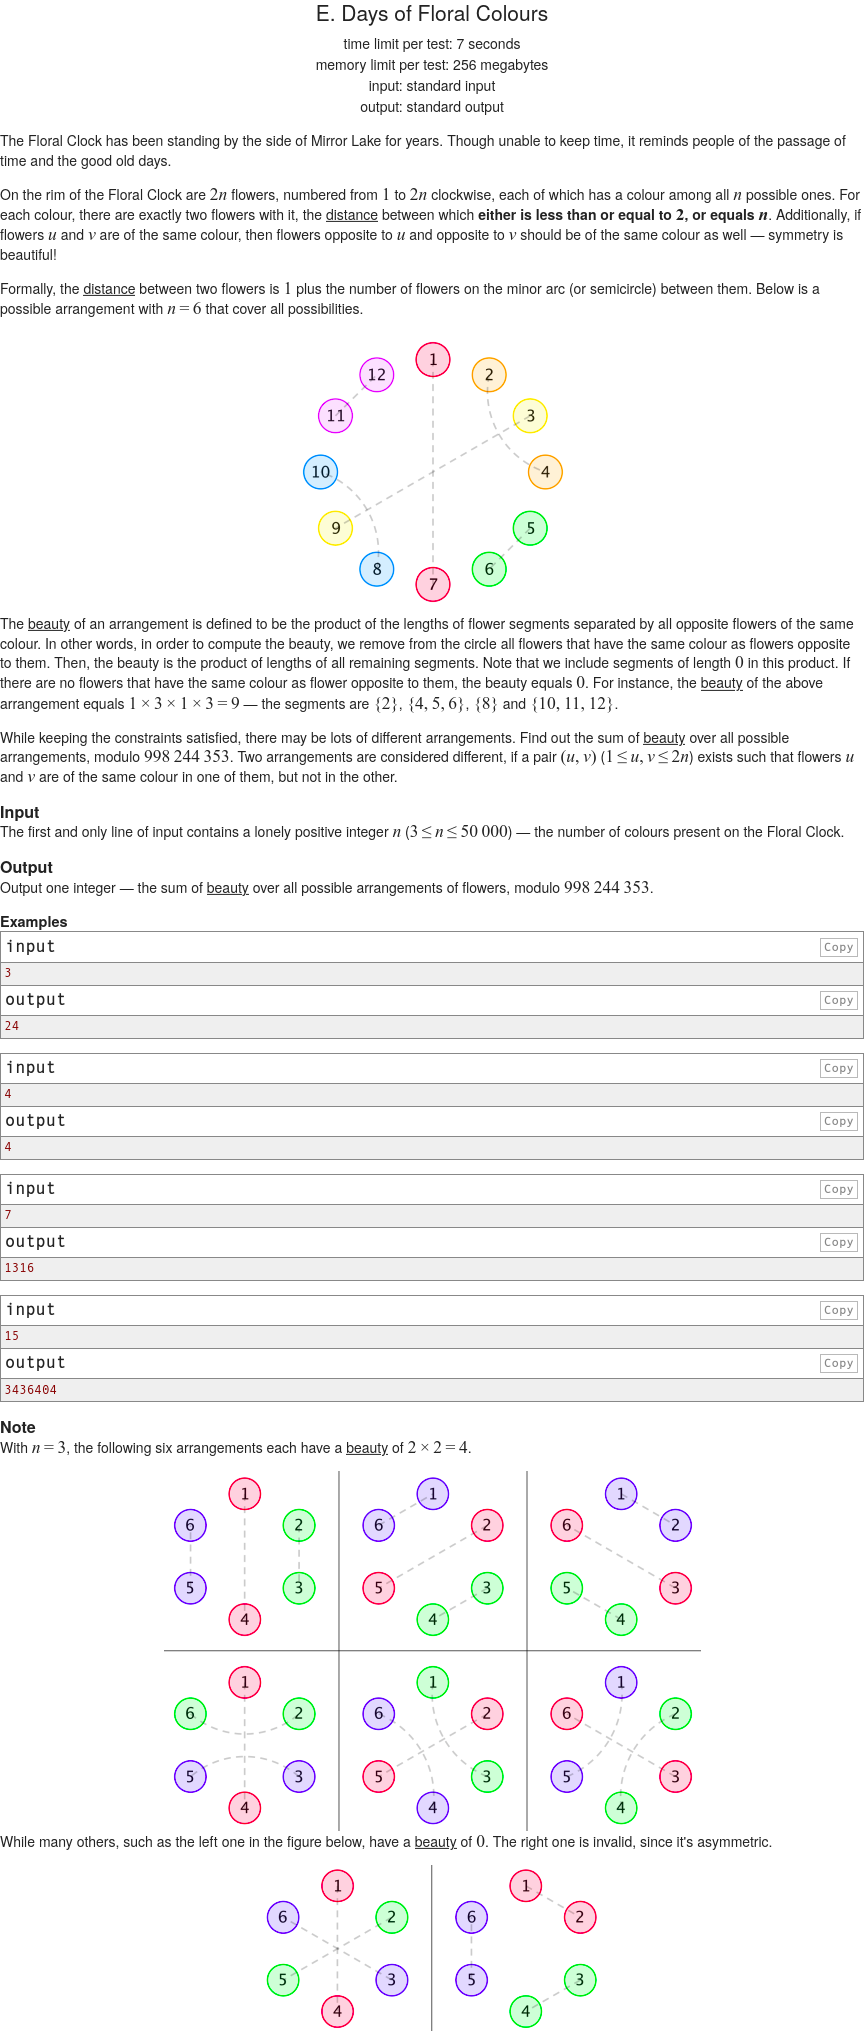 E. Days of Floral Colours
time limit per test: 7 seconds
memory limit per test: 256 megabytes
input: standard input
output: standard output
The Floral Clock has been standing by the side of Mirror Lake for years. Though unable to keep time, it reminds people of the passage of
time and the good old days.
On the rim of the Floral Clock are 2n flowers, numbered from 1 to 2n clockwise, each of which has a colour among all n possible ones. For
each colour, there are exactly two flowers with it, the distance between which either is less than or equal to 2, or equals n. Additionally, if
flowers u and v are of the same colour, then flowers opposite to u and opposite to v should be of the same colour as well — symmetry is
beautiful!
Formally, the distance between two flowers is 1 plus the number of flowers on the minor arc (or semicircle) between them. Below is a
possible arrangement with n = 6 that cover all possibilities.
1
12 2
11 3
10 4
9 5
8 6
7
The beauty of an arrangement is defined to be the product of the lengths of flower segments separated by all opposite flowers of the same
colour. In other words, in order to compute the beauty, we remove from the circle all flowers that have the same colour as flowers opposite
to them. Then, the beauty is the product of lengths of all remaining segments. Note that we include segments of length 0 in this product. If
there are no flowers that have the same colour as flower opposite to them, the beauty equals 0. For instance, the beauty of the above
arrangement equals 1 × 3 × 1 × 3 = 9 — the segments are {2}, {4, 5, 6}, {8} and {10, 11, 12}.
While keeping the constraints satisfied, there may be lots of different arrangements. Find out the sum of beauty over all possible
arrangements, modulo 998 244 353. Two arrangements are considered different, if a pair (u, v) (1 ≤ u, v ≤ 2n) exists such that flowers u
and v are of the same colour in one of them, but not in the other.
Input
The first and only line of input contains a lonely positive integer n (3 ≤ n ≤ 50 000) — the number of colours present on the Floral Clock.
Output
Output one integer — the sum of beauty over all possible arrangements of flowers, modulo 998 244 353.
Examples
input Copy
3
output Copy
24
input Copy
4
output Copy
4
input Copy
7
output Copy
1316
input Copy
15
output Copy
3436404
Note
With n = 3, the following six arrangements each have a beauty of 2 × 2 = 4.
1 1 1
6 2 6 2 6 2
5 3 5 3 5 3
4 4 4
1 1 1
6 2 6 2 6 2
5 3 5 3 5 3
4 4 4
While many others, such as the left one in the figure below, have a beauty of 0. The right one is invalid, since it's asymmetric.
1 1
6 2 6 2
5 3 5 3
4 4